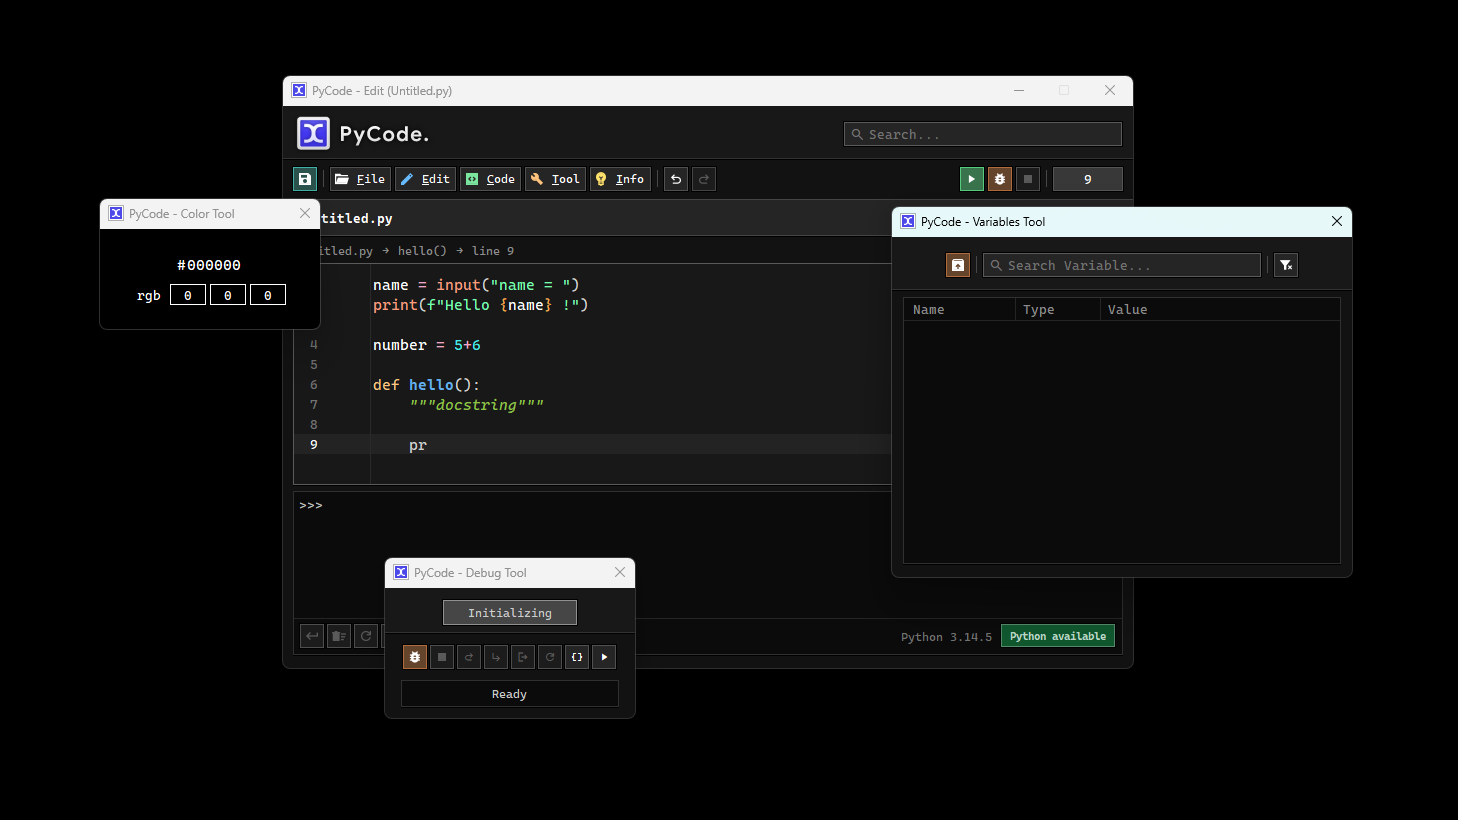 PyCode - Edit (Untitled.py)
PyCode.
Search...
File Edit Code Tool Info
9
PyCode - Color Tool
#000000
rgb 0 0 0
titled.py
itled.py → hello() → line 9
name = input("name = ")
print(f"Hello {name} !")
4 number = 5+6
5
6 def hello():
7 """docstring"""
8
9 pr
>>>
PyCode - Variables Tool
Search Variable...
Name Type Value
PyCode - Debug Tool
Initializing
{}
Ready
Python 3.14.5 Python available